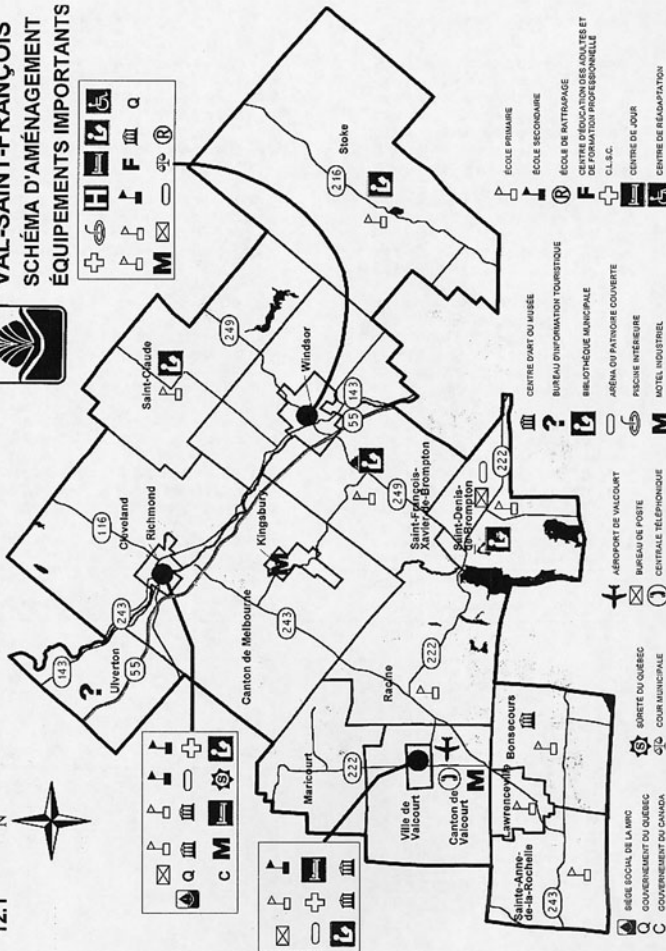 VAL-SAINT-FRANÇOIS
SCHÉMA D'AMÉNAGEMENT
ÉQUIPEMENTS IMPORTANTS
12.1
N
H
F
Q
M
R
Stoke
216
Saint-Claude
249
Windsor
143
55
116
Cleveland
Richmond
Kingsbury
M
249
Saint-François-
Xavier-de-Brompton
Saint-Denis-
de-Brompton
222
143
243
Ulverton
?
55
Canton de Melbourne
243
Racine
222
Maricourt
222
Ville de
Valcourt
Canton de
Valcourt
M
Lawrenceville
Bonsecours
Sainte-Anne-
de-la-Rochelle
243
Q
C
M
S
SIÈGE SOCIAL DE LA MRC
Q GOUVERNEMENT DU QUÉBEC
C GOUVERNEMENT DU CANADA
SÛRETÉ DU QUÉBEC
COUR MUNICIPALE
AÉROPORT DE VALCOURT
BUREAU DE POSTE
CENTRALE TÉLÉPHONIQUE
CENTRE D'ART OU MUSÉE
? BUREAU D'INFORMATION TOURISTIQUE
BIBLIOTHÈQUE MUNICIPALE
ARÉNA OU PATINOIRE COUVERTE
PISCINE INTÉRIEURE
M MOTEL INDUSTRIEL
ÉCOLE PRIMAIRE
ÉCOLE SECONDAIRE
R ÉCOLE DE RATTRAPAGE
F CENTRE D'ÉDUCATION DES ADULTES ET
DE FORMATION PROFESSIONNELLE
C.L.S.C.
CENTRE DE JOUR
CENTRE DE RÉADAPTATION